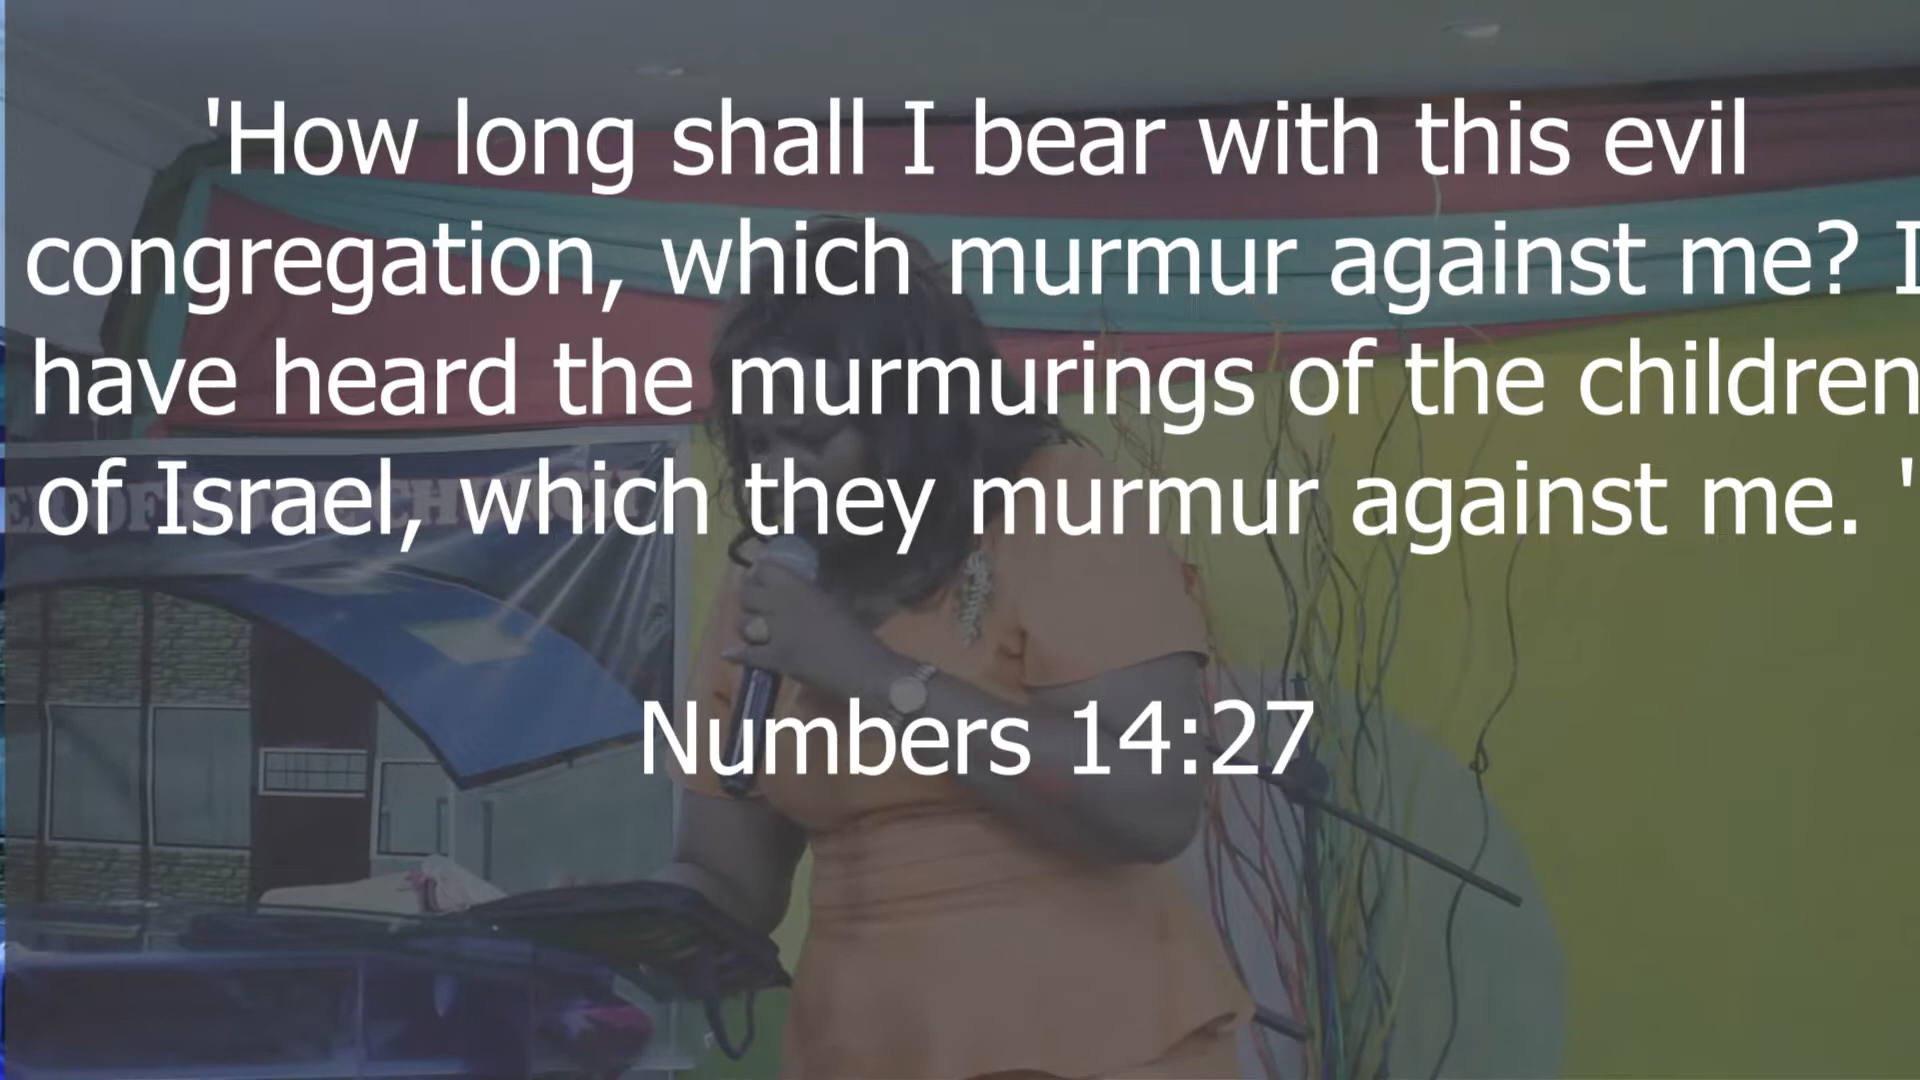 'How long shall I bear with this evil
congregation, which murmur against me? I
have heard the murmurings of the children
of Israel, which they murmur against me. '
Numbers 14:27